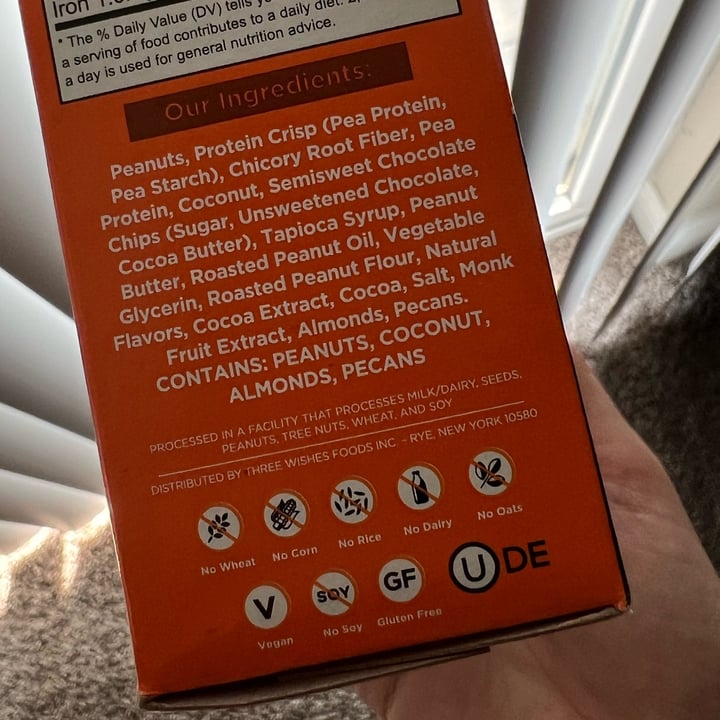 Iron
* The % Daily Value (DV) tells
a serving of food contributes to a daily diet.
a day is used for general nutrition advice.
Our Ingredients:
Peanuts, Protein Crisp (Pea Protein,
Pea Starch), Chicory Root Fiber, Pea
Protein, Coconut, Semisweet Chocolate
Chips (Sugar, Unsweetened Chocolate,
Cocoa Butter), Tapioca Syrup, Peanut
Butter, Roasted Peanut Oil, Vegetable
Glycerin, Roasted Peanut Flour, Natural
Flavors, Cocoa Extract, Cocoa, Salt, Monk
Fruit Extract, Almonds, Pecans.
CONTAINS: PEANUTS, COCONUT,
ALMONDS, PECANS
PROCESSED IN A FACILITY THAT PROCESSES MILK/DAIRY, SEEDS,
PEANUTS, TREE NUTS, WHEAT, AND SOY
DISTRIBUTED BY THREE WISHES FOODS INC. - RYE, NEW YORK 10580
No Wheat No Corn No Rice No Dairy No Oats
V SOY GF U DE
Vegan No Soy Gluten Free